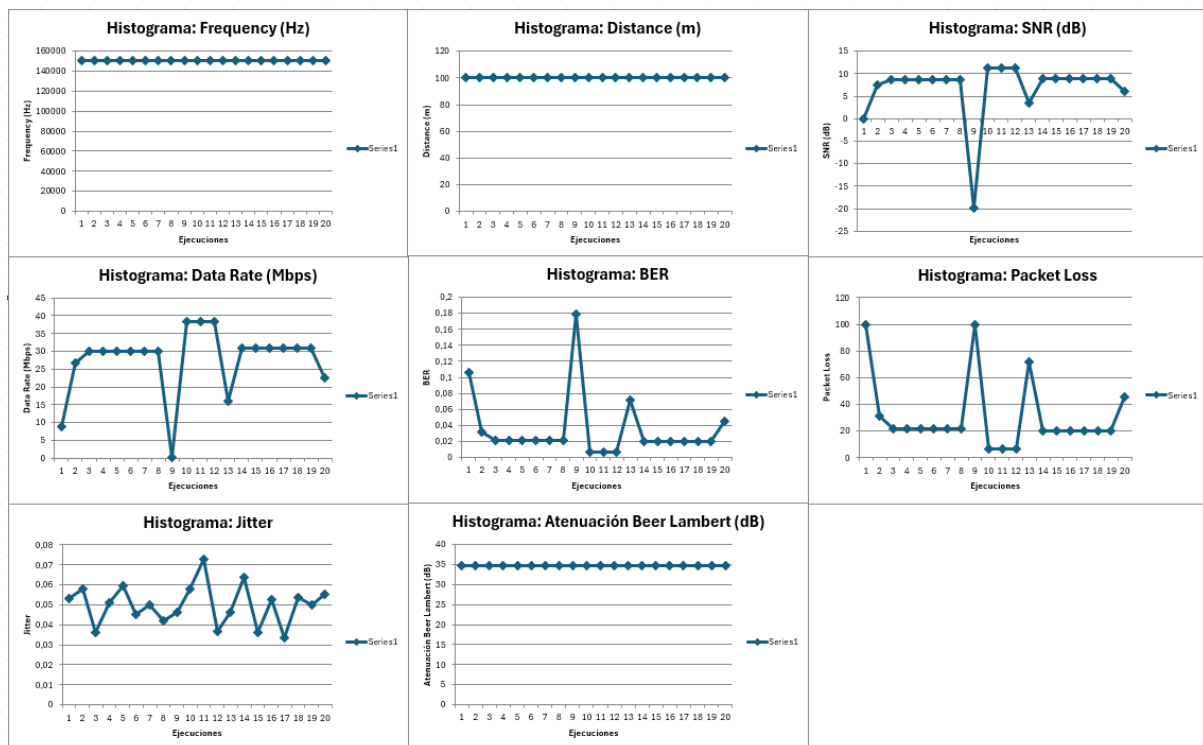 Histograma: Frequency (Hz)
160000
140000
120000
100000
80000
60000
40000
20000
0
Frequency (Hz)
1 2 3 4 5 6 7 8 9 10 11 12 13 14 15 16 17 18 19 20
Ejecuciones
Series1
Histograma: Distance (m)
120
100
80
60
40
20
0
Distance (m)
1 2 3 4 5 6 7 8 9 10 11 12 13 14 15 16 17 18 19 20
Ejecuciones
Series1
Histograma: SNR (dB)
15
10
5
0
-5
-10
-15
-20
-25
SNR (dB)
1 2 3 4 5 6 7 8 9 10 11 12 13 14 15 16 17 18 19 20
Ejecuciones
Series1
Histograma: Data Rate (Mbps)
45
40
35
30
25
20
15
10
5
0
Data Rate (Mbps)
1 2 3 4 5 6 7 8 9 10 11 12 13 14 15 16 17 18 19 20
Ejecuciones
Series1
Histograma: BER
0,2
0,18
0,16
0,14
0,12
0,1
0,08
0,06
0,04
0,02
0
BER
1 2 3 4 5 6 7 8 9 10 11 12 13 14 15 16 17 18 19 20
Ejecuciones
Series1
Histograma: Packet Loss
120
100
80
60
40
20
0
Packet Loss
1 2 3 4 5 6 7 8 9 10 11 12 13 14 15 16 17 18 19 20
Ejecuciones
Series1
Histograma: Jitter
0,08
0,07
0,06
0,05
0,04
0,03
0,02
0,01
0
Jitter
1 2 3 4 5 6 7 8 9 10 11 12 13 14 15 16 17 18 19 20
Ejecuciones
Series1
Histograma: Atenuación Beer Lambert (dB)
40
35
30
25
20
15
10
5
0
Atenuación Beer Lambert (dB)
1 2 3 4 5 6 7 8 9 10 11 12 13 14 15 16 17 18 19 20
Ejecuciones
Series1